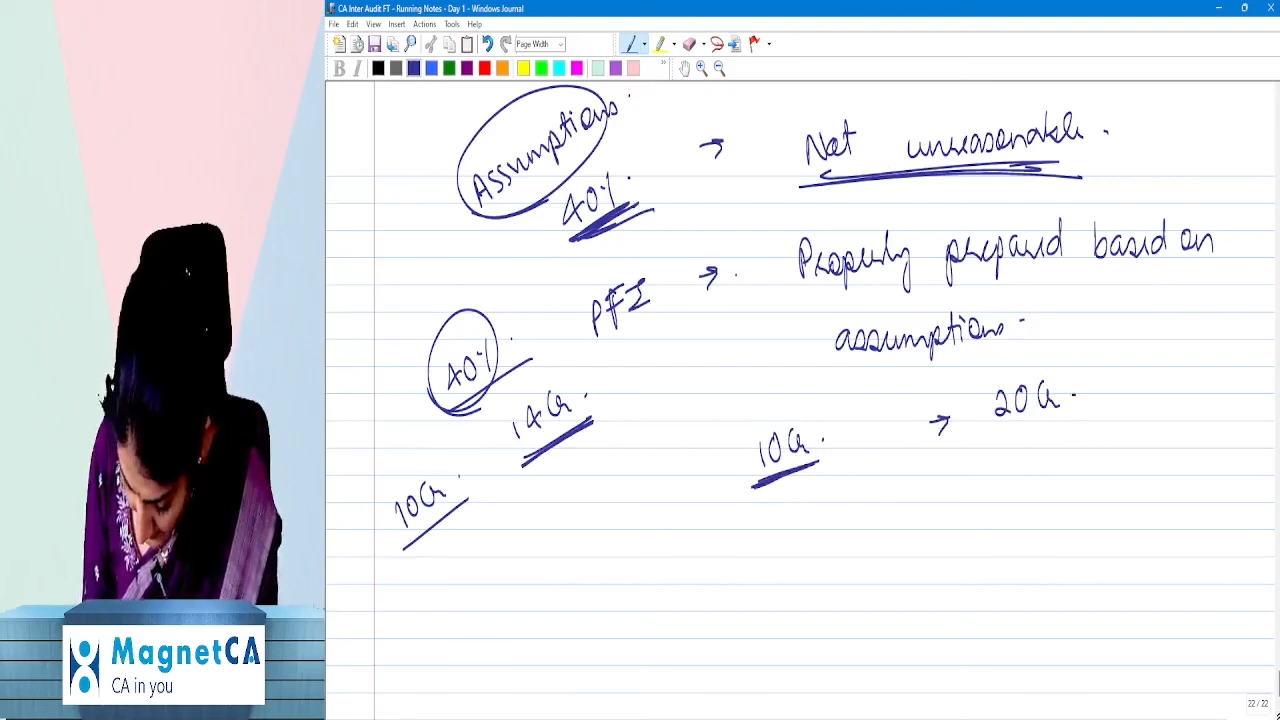 CA Inter Audit FT - Running Notes - Day 1 - Windows Journal
File Edit View Insert Actions Tools Help
Page Width
B I
Assumptions. → Not unreasonable.
40%.
PFI → Properly prepared based on
assumptions.
40%.
14Cr.
10Cr. → 20Cr.
10Cr.
MagnetCA
CA in you
22 / 22